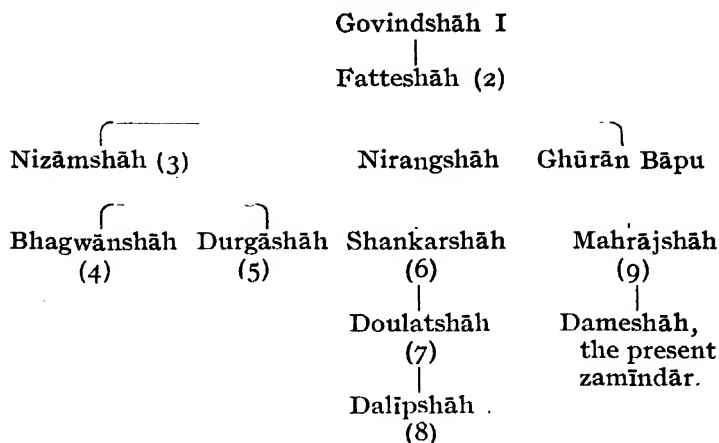 Govindshāh I
Fatteshāh (2)
Nizāmshāh (3) Nirangshāh Ghūrān Bāpu
Bhagwānshāh Durgāshāh Shankarshāh Mahrājshāh
(4) (5) (6) (9)
Doulatshāh Dameshāh,
(7) the present
zamīndār.
Dalīpshāh .
(8)